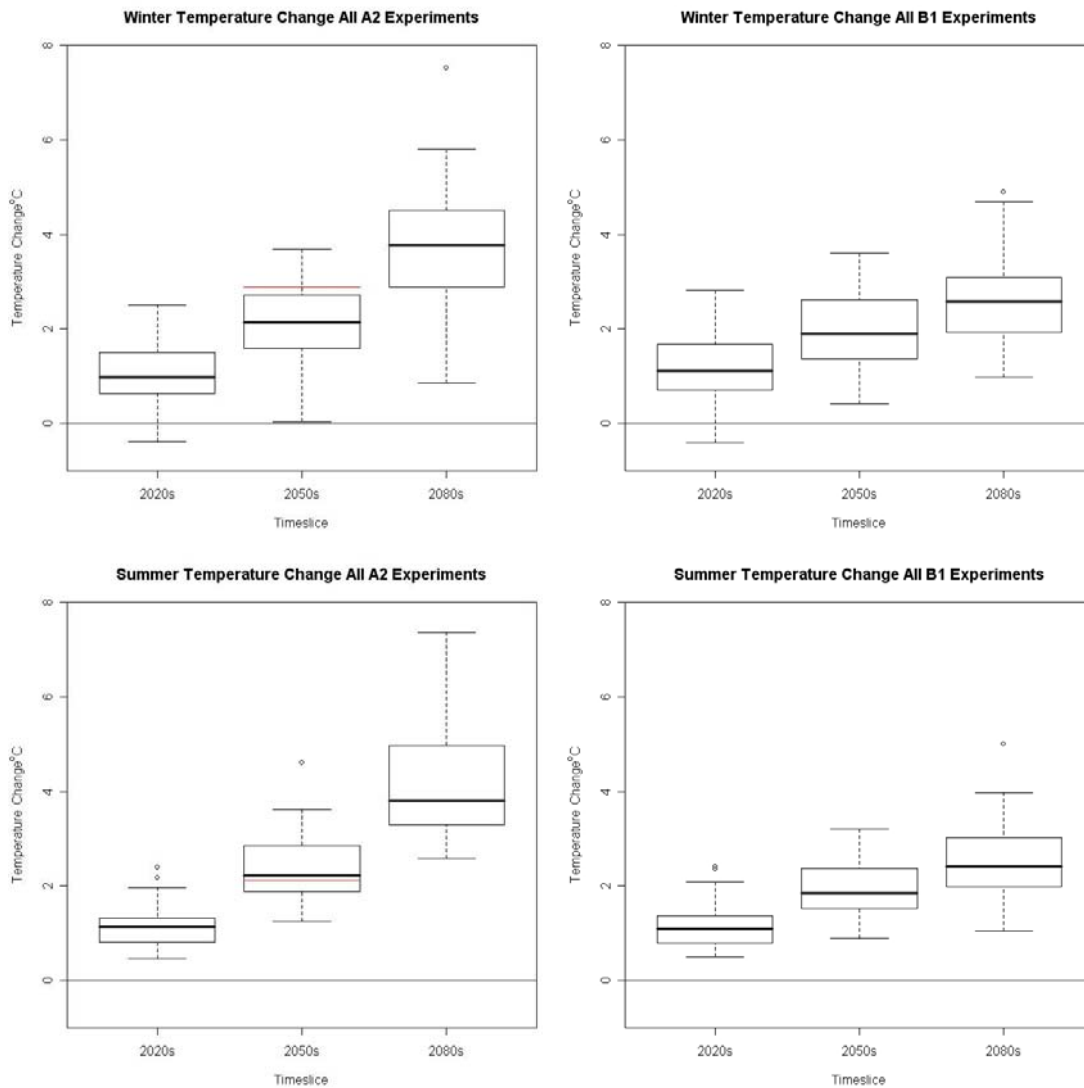 Winter Temperature Change All A2 Experiments
Temperature Change°C
8
6
4
2
0
2020s 2050s 2080s
Timeslice
Winter Temperature Change All B1 Experiments
Temperature Change°C
8
6
4
2
0
2020s 2050s 2080s
Timeslice
Summer Temperature Change All A2 Experiments
Temperature Change°C
8
6
4
2
0
2020s 2050s 2080s
Timeslice
Summer Temperature Change All B1 Experiments
Temperature Change°C
8
6
4
2
0
2020s 2050s 2080s
Timeslice